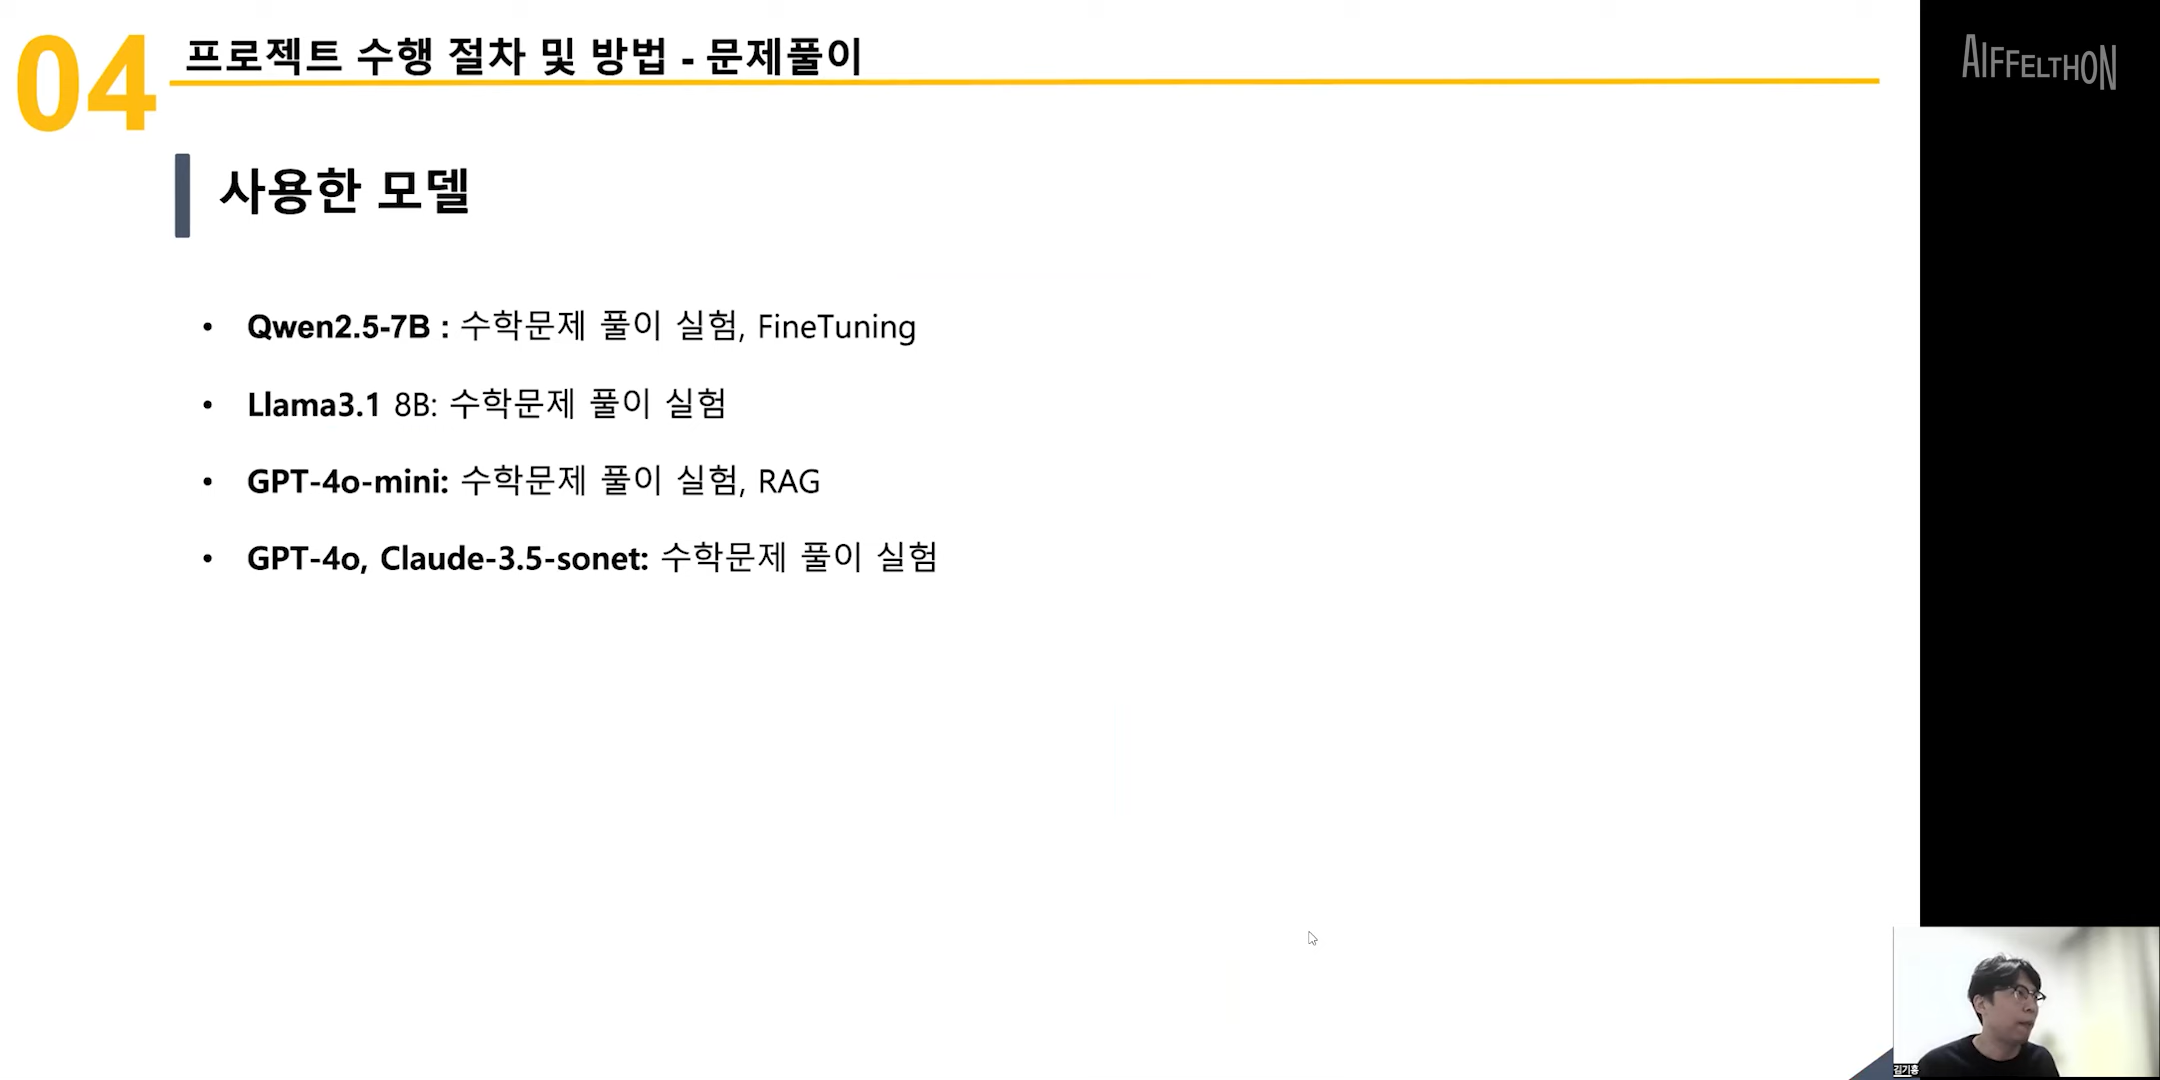 04
프로젝트 수행 절차 및 방법 - 문제풀이
AIFFELTHON
사용한 모델
• Qwen2.5-7B : 수학문제 풀이 실험, FineTuning
• Llama3.1 8B: 수학문제 풀이 실험
• GPT-4o-mini: 수학문제 풀이 실험, RAG
• GPT-4o, Claude-3.5-sonet: 수학문제 풀이 실험
김기홍